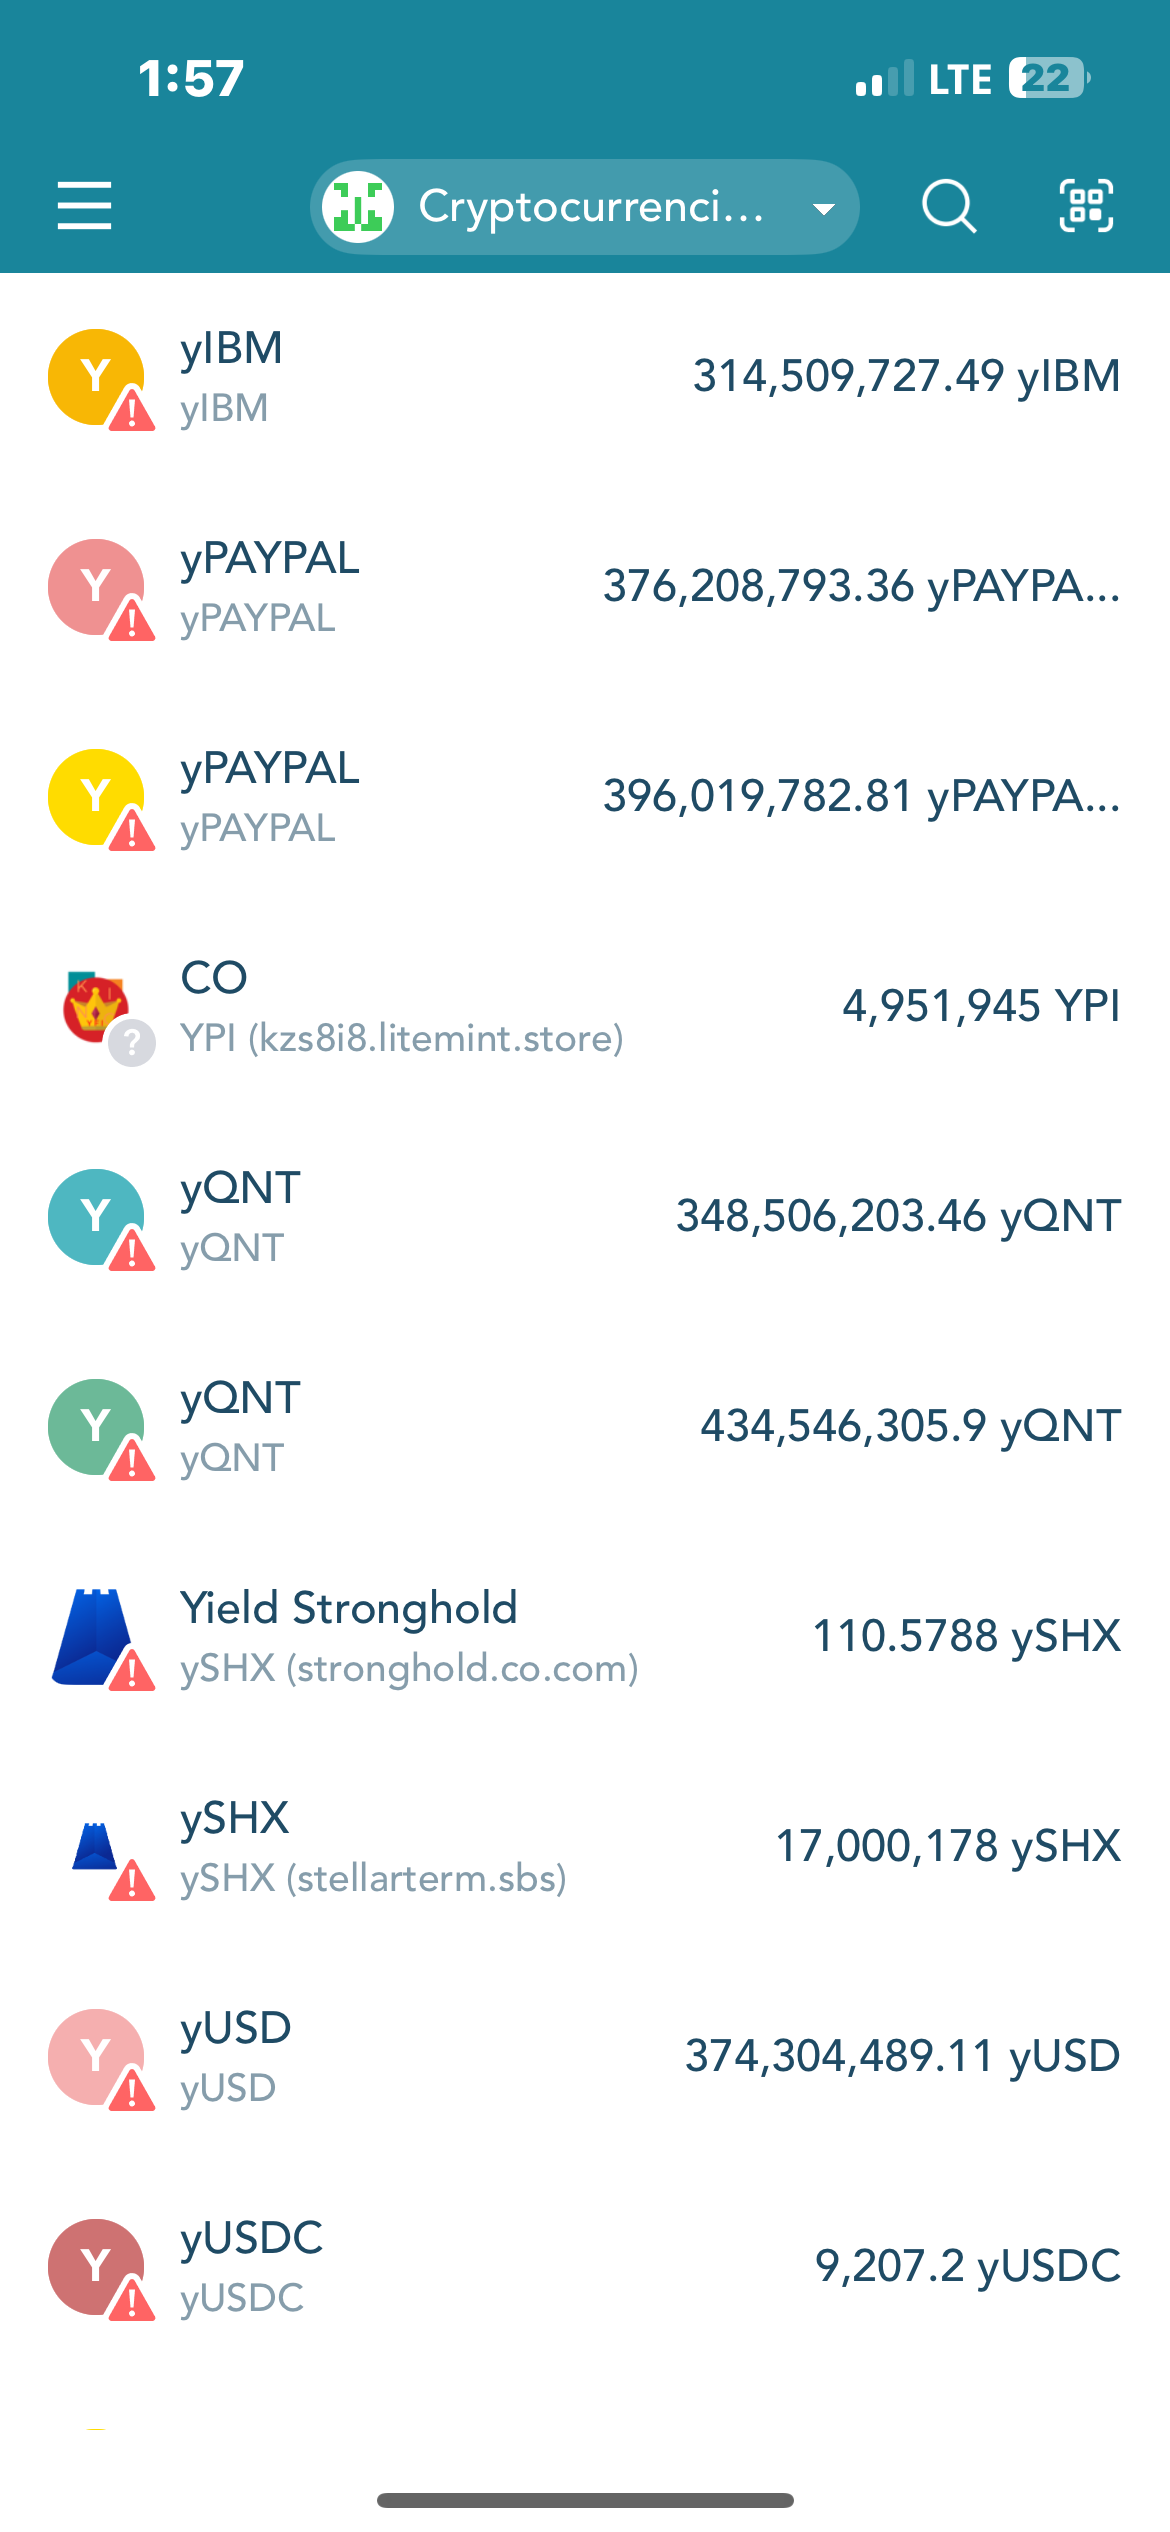 1:57
LTE 22
Cryptocurrenci...
Y
yIBM
314,509,727.49 yIBM
yIBM
Y
yPAYPAL
376,208,793.36 yPAYPA...
yPAYPAL
Y
yPAYPAL
396,019,782.81 yPAYPA...
yPAYPAL
K I
CO
4,951,945 YPI
?
YPI (kzs8i8.litemint.store)
Y
yQNT
348,506,203.46 yQNT
yQNT
Y
yQNT
434,546,305.9 yQNT
yQNT
Yield Stronghold
110.5788 ySHX
ySHX (stronghold.co.com)
ySHX
17,000,178 ySHX
ySHX (stellarterm.sbs)
Y
yUSD
374,304,489.11 yUSD
yUSD
Y
yUSDC
9,207.2 yUSDC
yUSDC